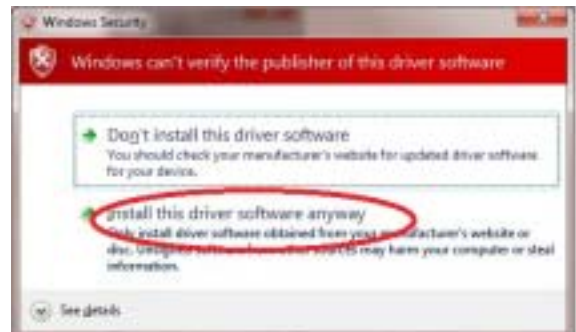 Windows Security
Windows can't verify the publisher of this driver software
Don't install this driver software
You should check your manufacturer's website for updated driver software
for your device.
Install this driver software anyway
Only install driver software obtained from your manufacturer's website or
disc. Unsigned software from other sources may harm your computer or steal
information.
See details